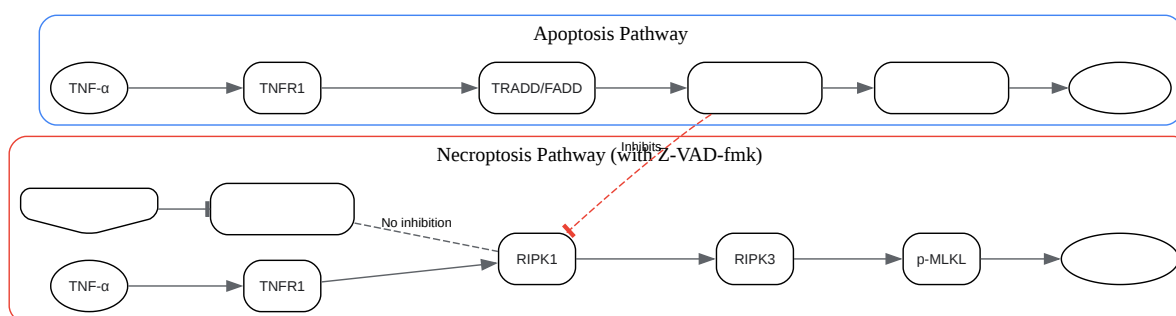 Apoptosis Pathway
TNF-α
TNFR1
TRADD/FADD
Inhibits
Necroptosis Pathway (with Z-VAD-fmk)
No inhibition
RIPK1
RIPK3
p-MLKL
TNF-α
TNFR1